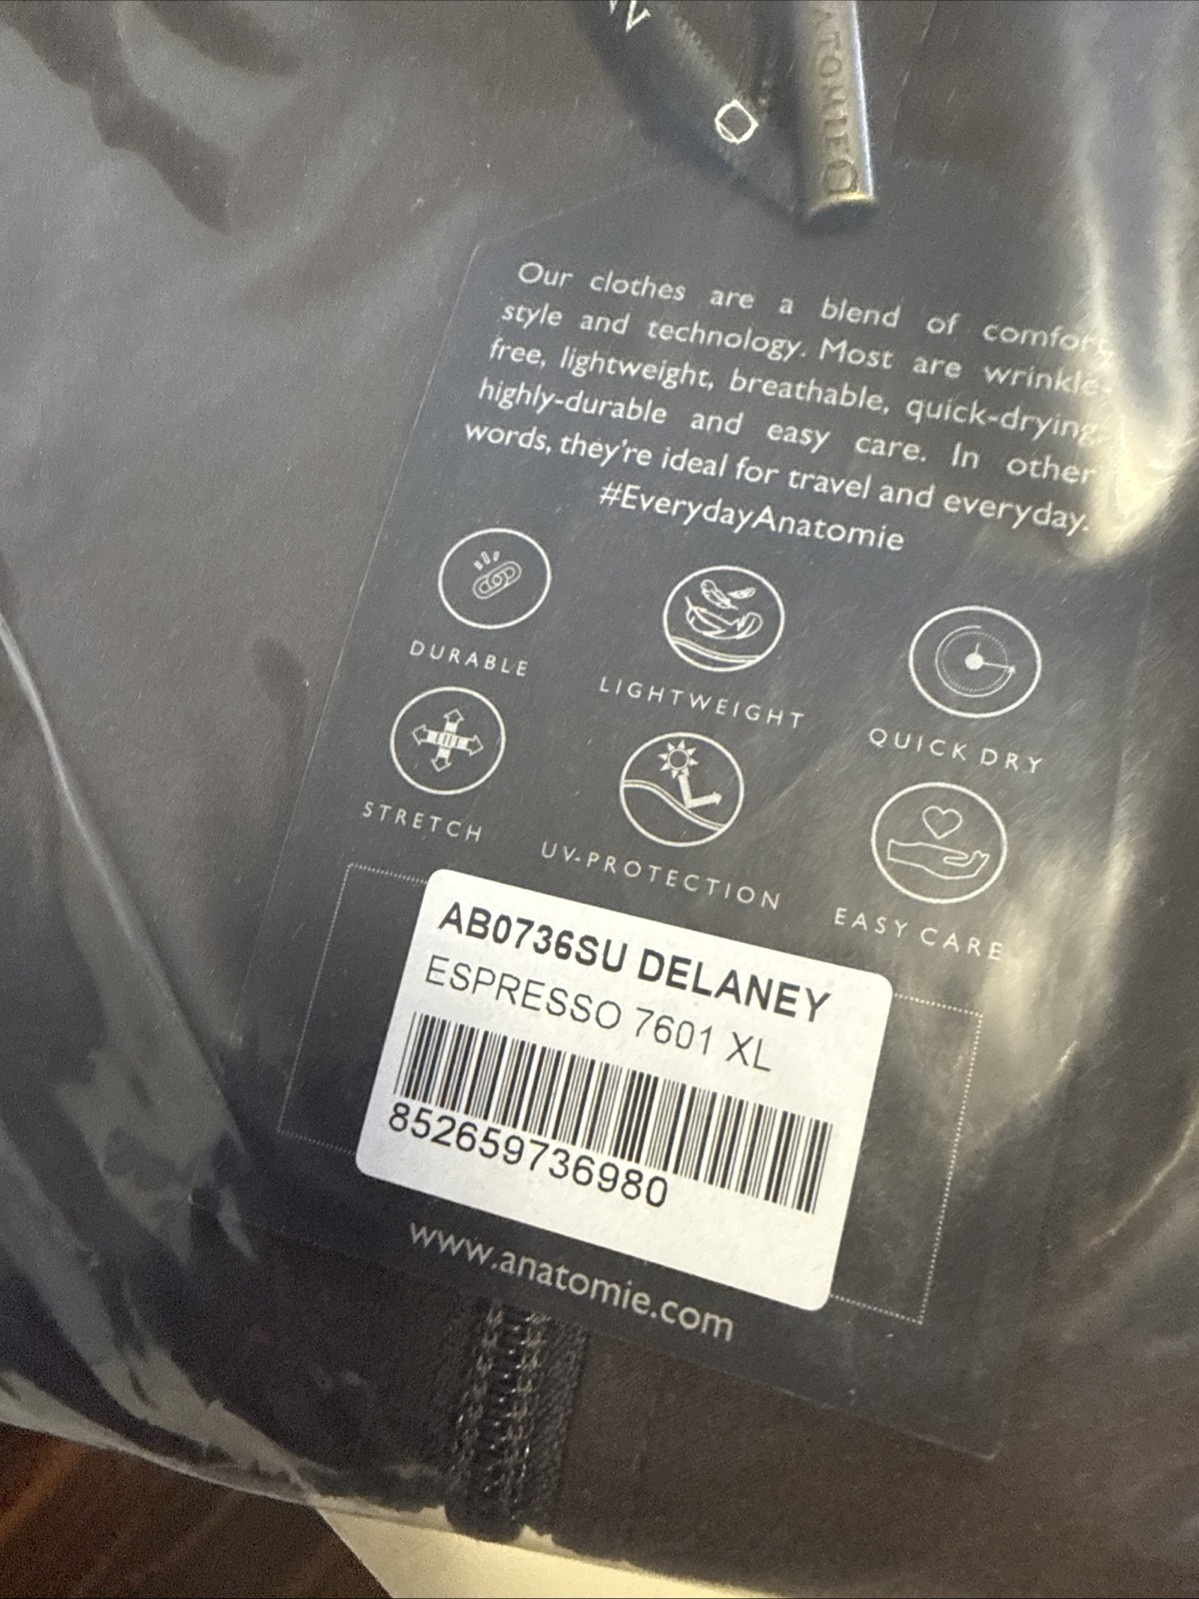 ATOMIE
Our clothes are a blend of comfort,
style and technology. Most are wrinkle-
free, lightweight, breathable, quick-drying,
highly-durable and easy care. In other
words, they're ideal for travel and everyday.
#EverydayAnatomie
DURABLE
LIGHTWEIGHT
QUICK DRY
STRETCH
UV-PROTECTION
EASY CARE
AB0736SU DELANEY
ESPRESSO 7601 XL
852659736980
www.anatomie.com